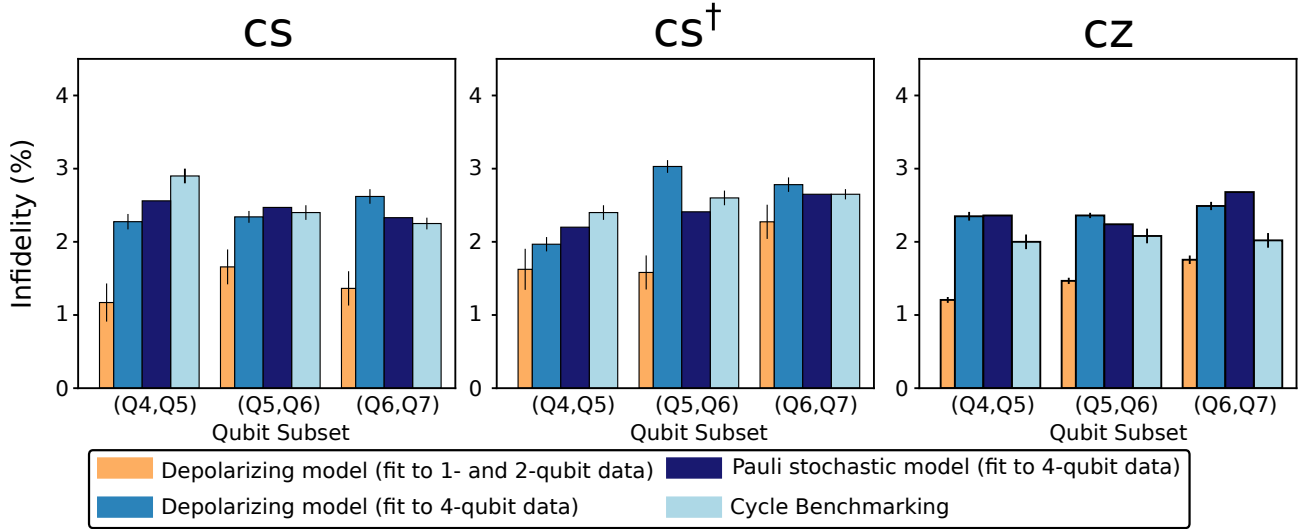 CS
CS†
CZ
Infidelity (%)
4
3
2
1
0
4
3
2
1
0
4
3
2
1
0
(Q4,Q5) (Q5,Q6) (Q6,Q7)
(Q4,Q5) (Q5,Q6) (Q6,Q7)
(Q4,Q5) (Q5,Q6) (Q6,Q7)
Qubit Subset
Qubit Subset
Qubit Subset
Depolarizing model (fit to 1- and 2-qubit data)
Depolarizing model (fit to 4-qubit data)
Pauli stochastic model (fit to 4-qubit data)
Cycle Benchmarking